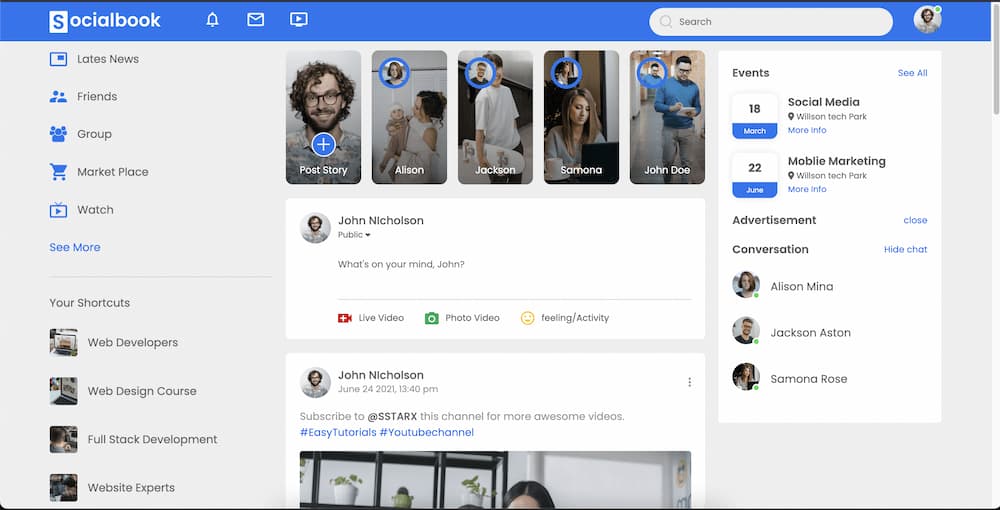 Socialbook
Search
Lates News
Friends
Group
Market Place
Watch
See More
Your Shortcuts
Web Developers
Web Design Course
Full Stack Development
Website Experts
Post Story
Alison
Jackson
Samona
John Doe
John NIcholson
Public
What's on your mind, John?
Live Video
Photo Video
feeling/Activity
John NIcholson
June 24 2021, 13:40 pm
Subscribe to @SSTARX this channel for more awesome videos.
#EasyTutorials #Youtubechannel
Events
See All
18
March
Social Media
Willson tech Park
More Info
22
June
Moblie Marketing
Willson tech Park
More Info
Advertisement
close
Conversation
Hide chat
Alison Mina
Jackson Aston
Samona Rose